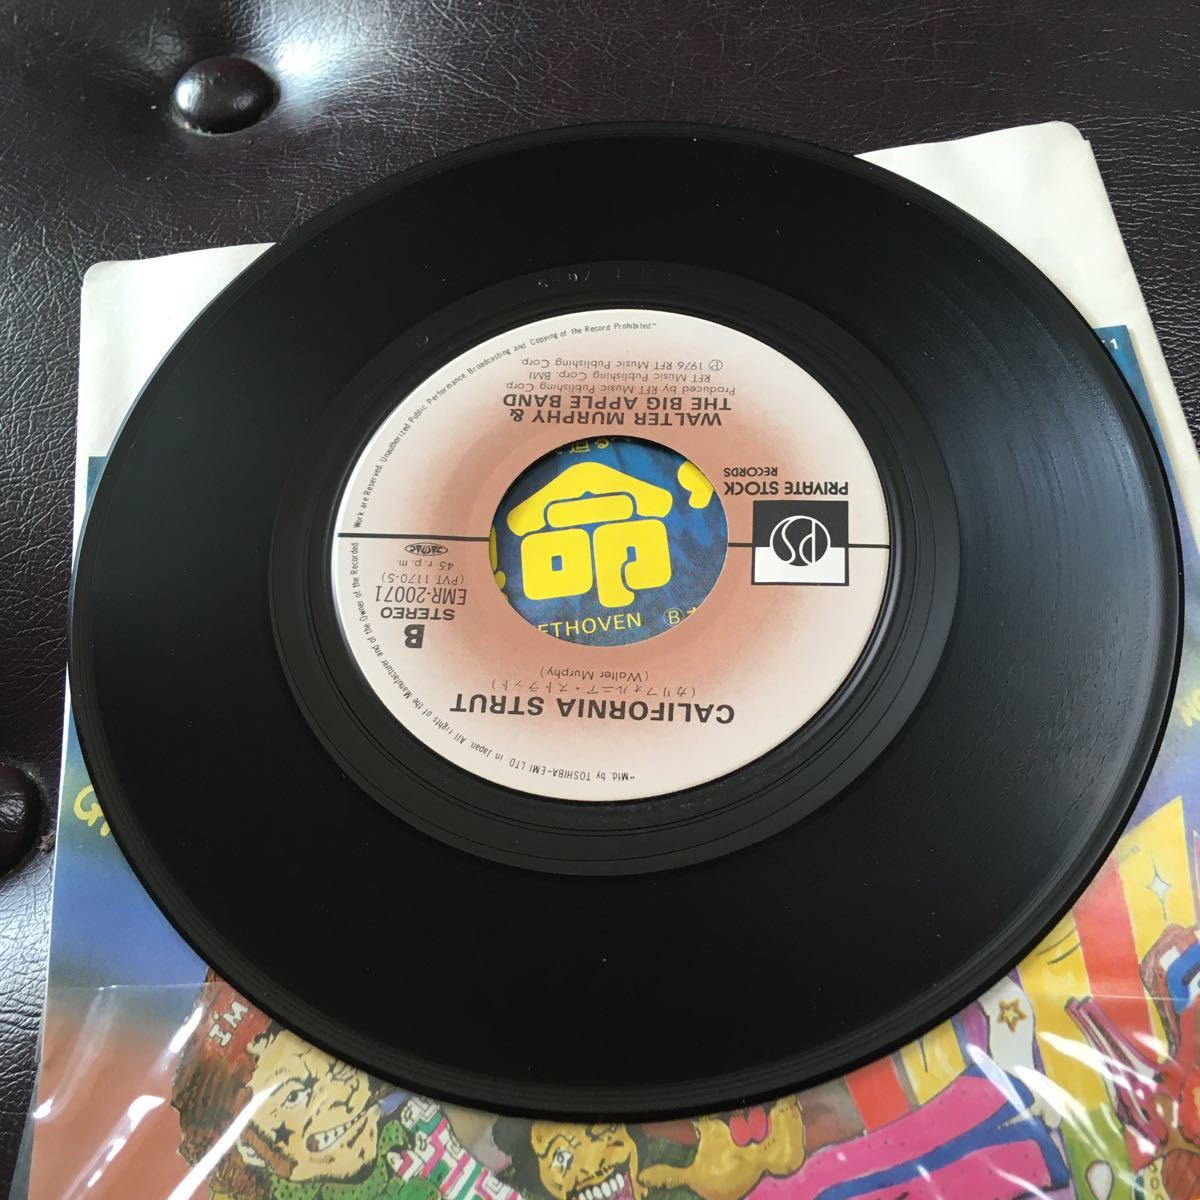 CALIFORNIA STRUT
(カリフォルニア・ストラット)
(Walter Murphy)
B
STEREO
EMR-20071
(PVT 1170-S)
45 r.p.m.
JASRAC
PS
PRIVATE STOCK
RECORDS
WALTER MURPHY &
THE BIG APPLE BAND
Produced by RFT Music Publishing Corp
RFT Music Publishing Corp. BMI
Ⓟ 1976 RFT Music Publishing Corp
"Mfd. by TOSHIBA-EMI LTD. in Japan. All rights of the Manufacturer and of the Owner of the Recorded Work are Reserved. Unauthorized Public Performance, Broadcasting and Copying of the Record Prohibited."
命
ETHOVEN Ⓑ
I'M